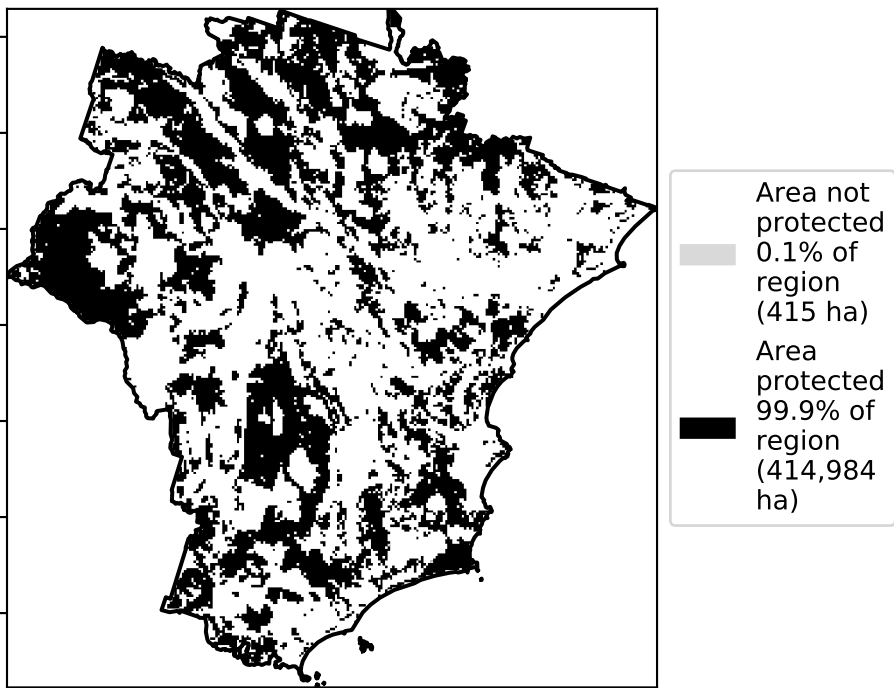 Area not
protected
0.1% of
region
(415 ha)
Area
protected
99.9% of
region
(414,984
ha)